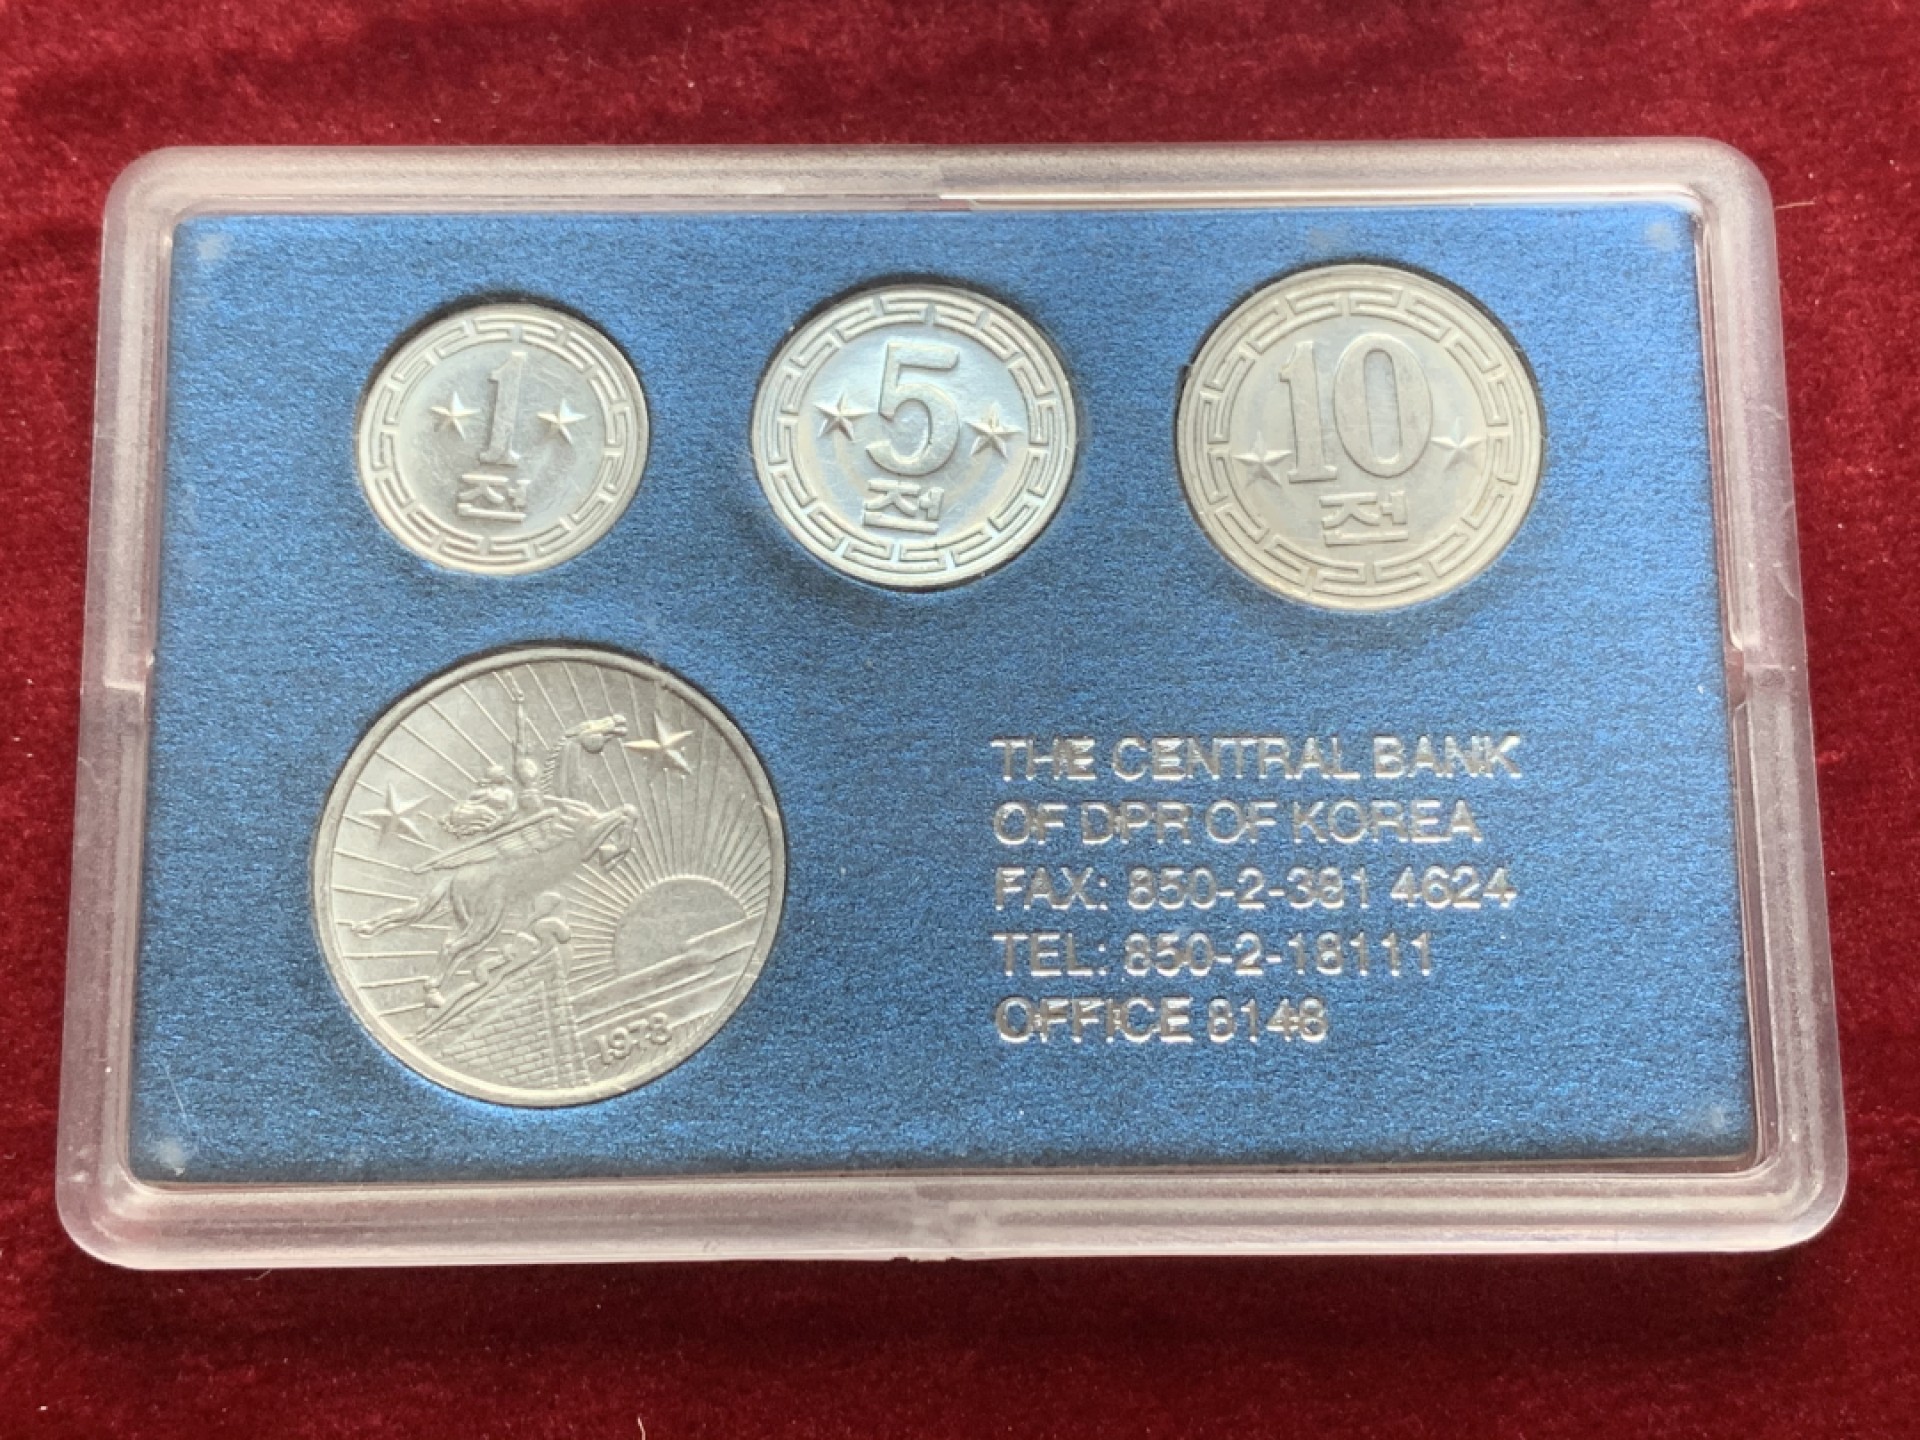 1
전
5
전
10
전
1978
THE CENTRAL BANK
OF DPR OF KOREA
FAX: 850-2-381 4624
TEL: 850-2-18111
OFFICE 8148